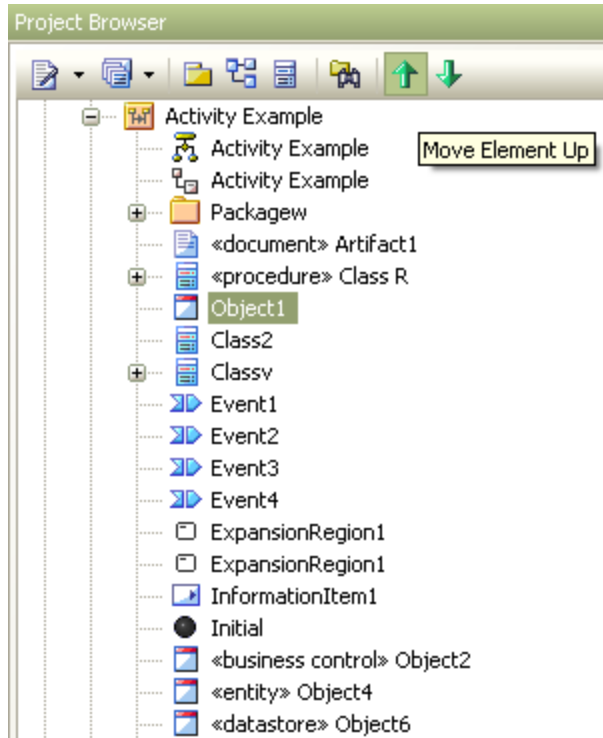 Project Browser
Activity Example
Activity Example
Move Element Up
Activity Example
Packagew
«document» Artifact1
«procedure» Class R
Object1
Class2
Classv
Event1
Event2
Event3
Event4
ExpansionRegion1
ExpansionRegion1
InformationItem1
Initial
«business control» Object2
«entity» Object4
«datastore» Object6